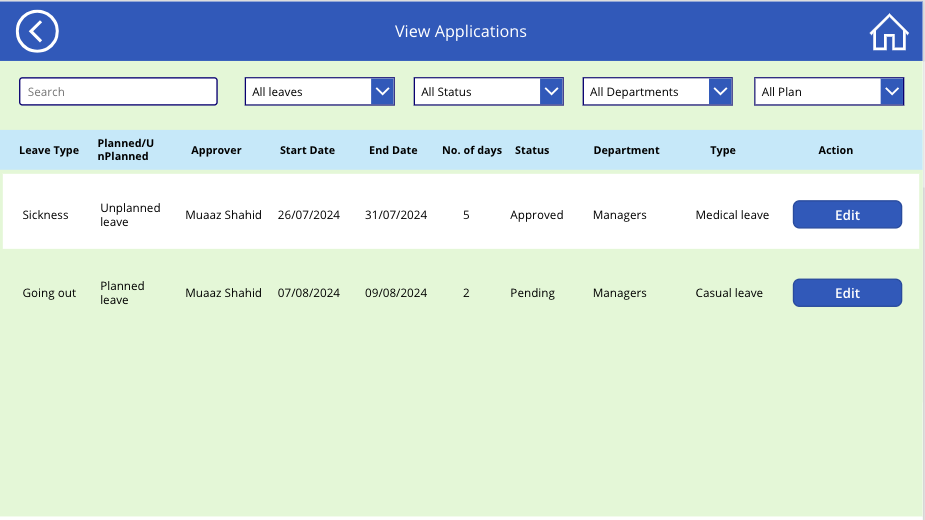 View Applications
Search
All leaves
All Status
All Departments
All Plan
Leave Type Planned/U nPlanned Approver Start Date End Date No. of days Status Department Type Action
Sickness Unplanned leave Muaaz Shahid 26/07/2024 31/07/2024 5 Approved Managers Medical leave Edit
Going out Planned leave Muaaz Shahid 07/08/2024 09/08/2024 2 Pending Managers Casual leave Edit